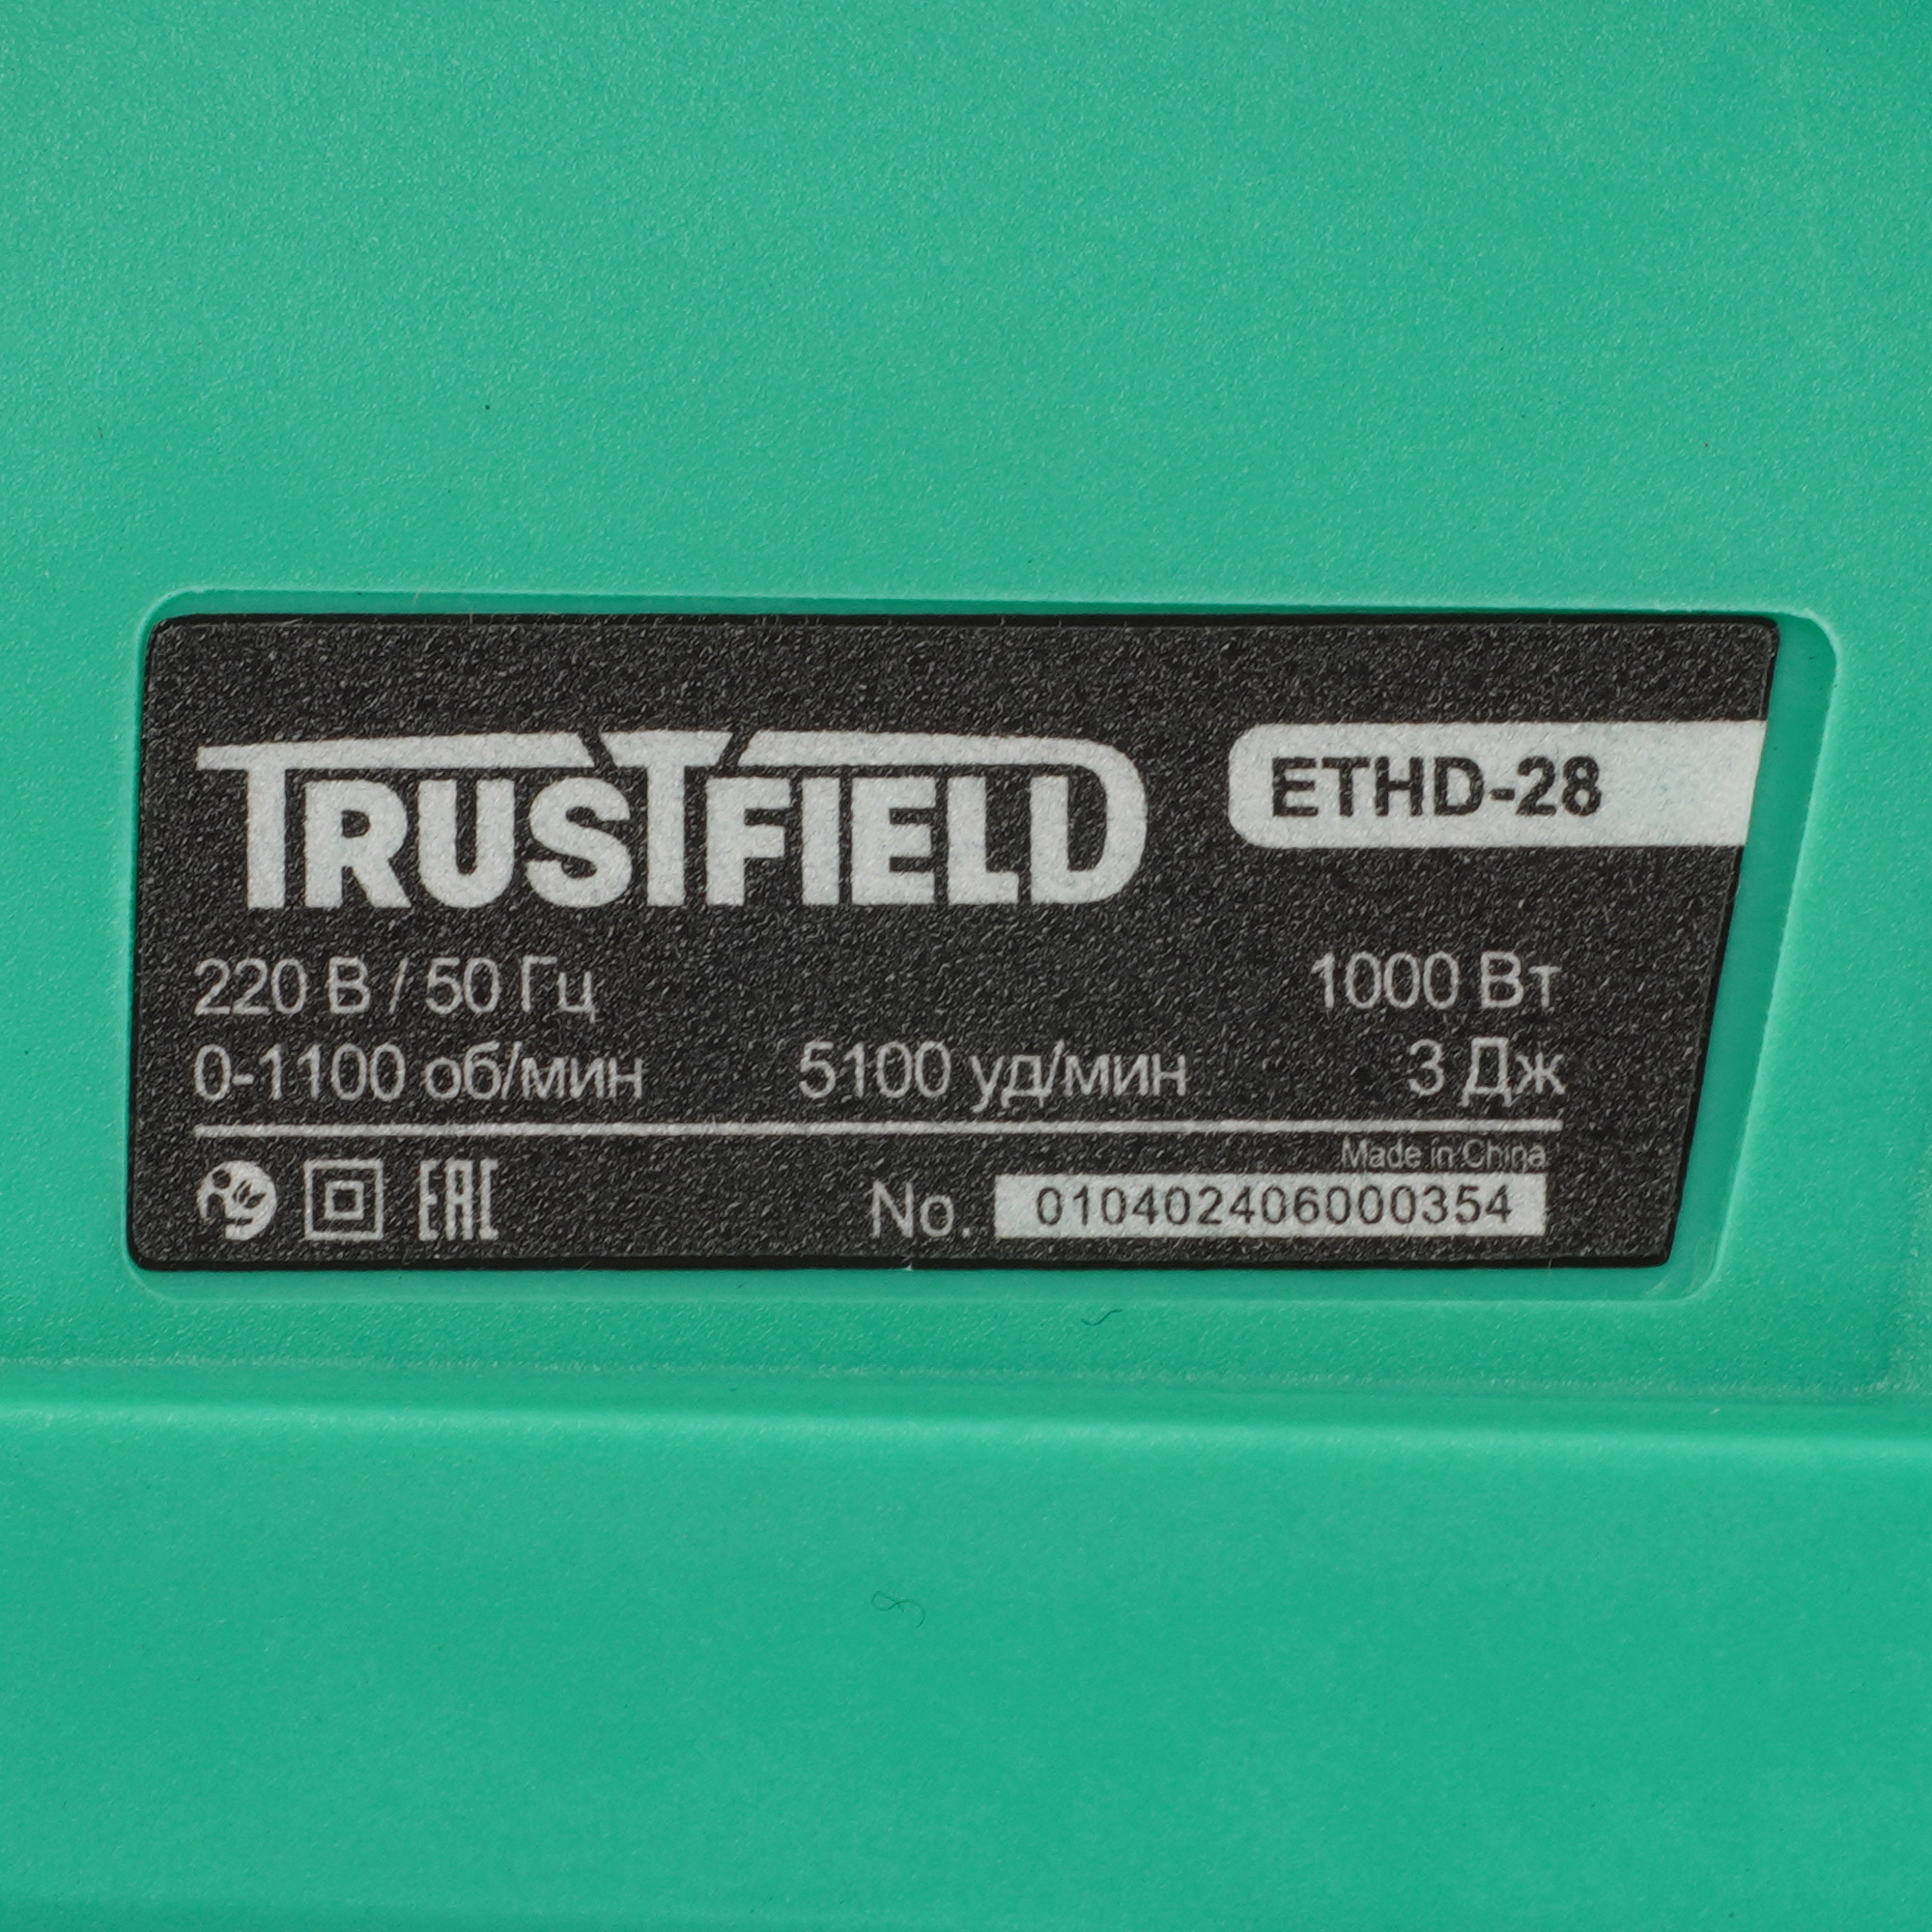 TRUSTFIELD ETHD-28
220 В / 50 Гц 1000 Вт
0-1100 об/мин 5100 уд/мин 3 Дж
Made in China
EAC No. 010402406000354